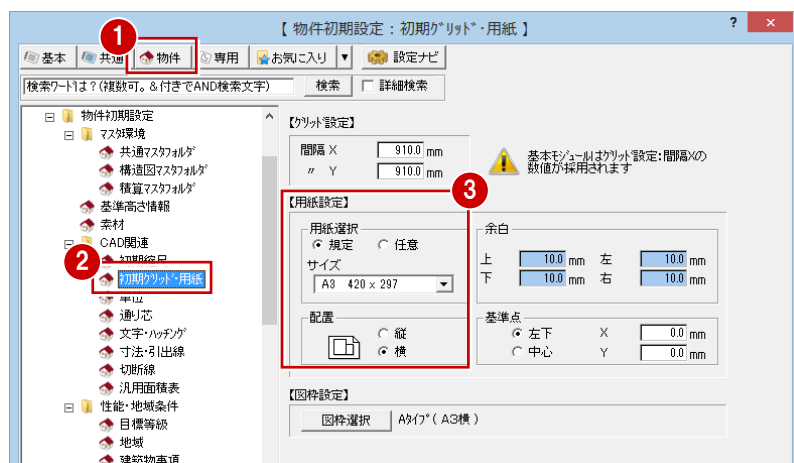 【 物件初期設定 : 初期ｸﾞﾘｯﾄﾞ・用紙 】
? ×
1
基本 共通 物件 専用 お気に入り ▼ 設定ナビ
検索ﾜｰﾄﾞは?(複数可。&付きでAND検索文字) 検索 詳細検索
物件初期設定
ﾏｽﾀ環境
共通ﾏｽﾀﾌｫﾙﾀﾞ
構造図ﾏｽﾀﾌｫﾙﾀﾞ
積算ﾏｽﾀﾌｫﾙﾀﾞ
基準高さ情報
素材
CAD関連
2
初期縮尺
初期ｸﾞﾘｯﾄﾞ・用紙
単位
通り芯
文字・ﾊｯﾁﾝｸﾞ
寸法・引出線
切断線
汎用面積表
性能・地域条件
目標等級
地域
建築物事項
【ｸﾞﾘｯﾄﾞ設定】
間隔 X 910.0 mm
〃 Y 910.0 mm
基本ﾓｼﾞｭｰﾙはｸﾞﾘｯﾄﾞ設定:間隔Xの
数値が採用されます
3
【用紙設定】
用紙選択
規定 任意
サイズ
A3 420 x 297
配置
縦
横
余白
上 10.0 mm 左 10.0 mm
下 10.0 mm 右 10.0 mm
基準点
左下 X 0.0 mm
中心 Y 0.0 mm
【図枠設定】
図枠選択 Aﾀｲﾌﾟ( A3横 )